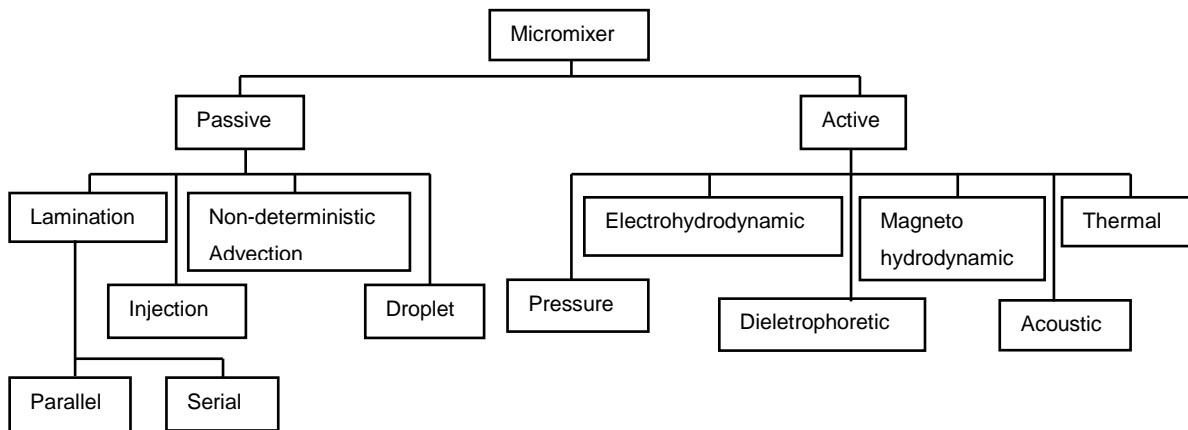 Micromixer
Passive
Active
Lamination
Non-deterministic
Advection
Electrohydrodynamic
Magneto
hydrodynamic
Thermal
Injection
Droplet
Pressure
Dieletrophoretic
Acoustic
Parallel
Serial